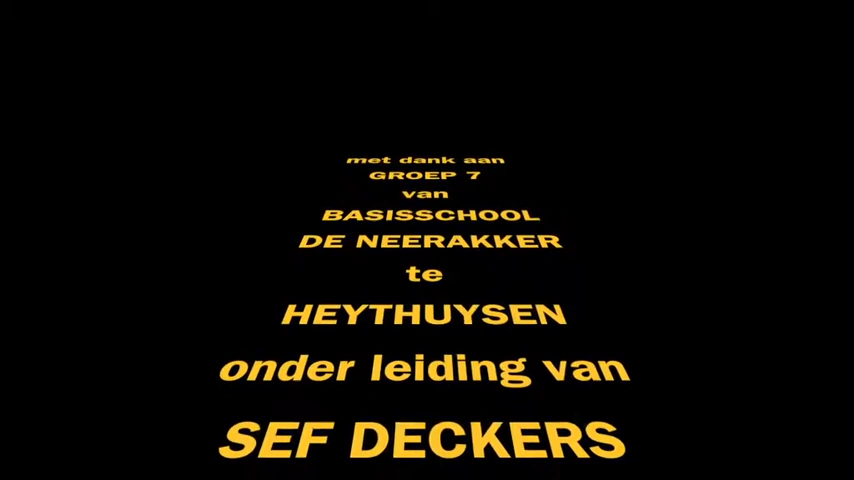 met dank aan
GROEP 7
van
BASISSCHOOL
DE NEERAKKER
te
HEYTHUYSEN
onder leiding van
SEF DECKERS